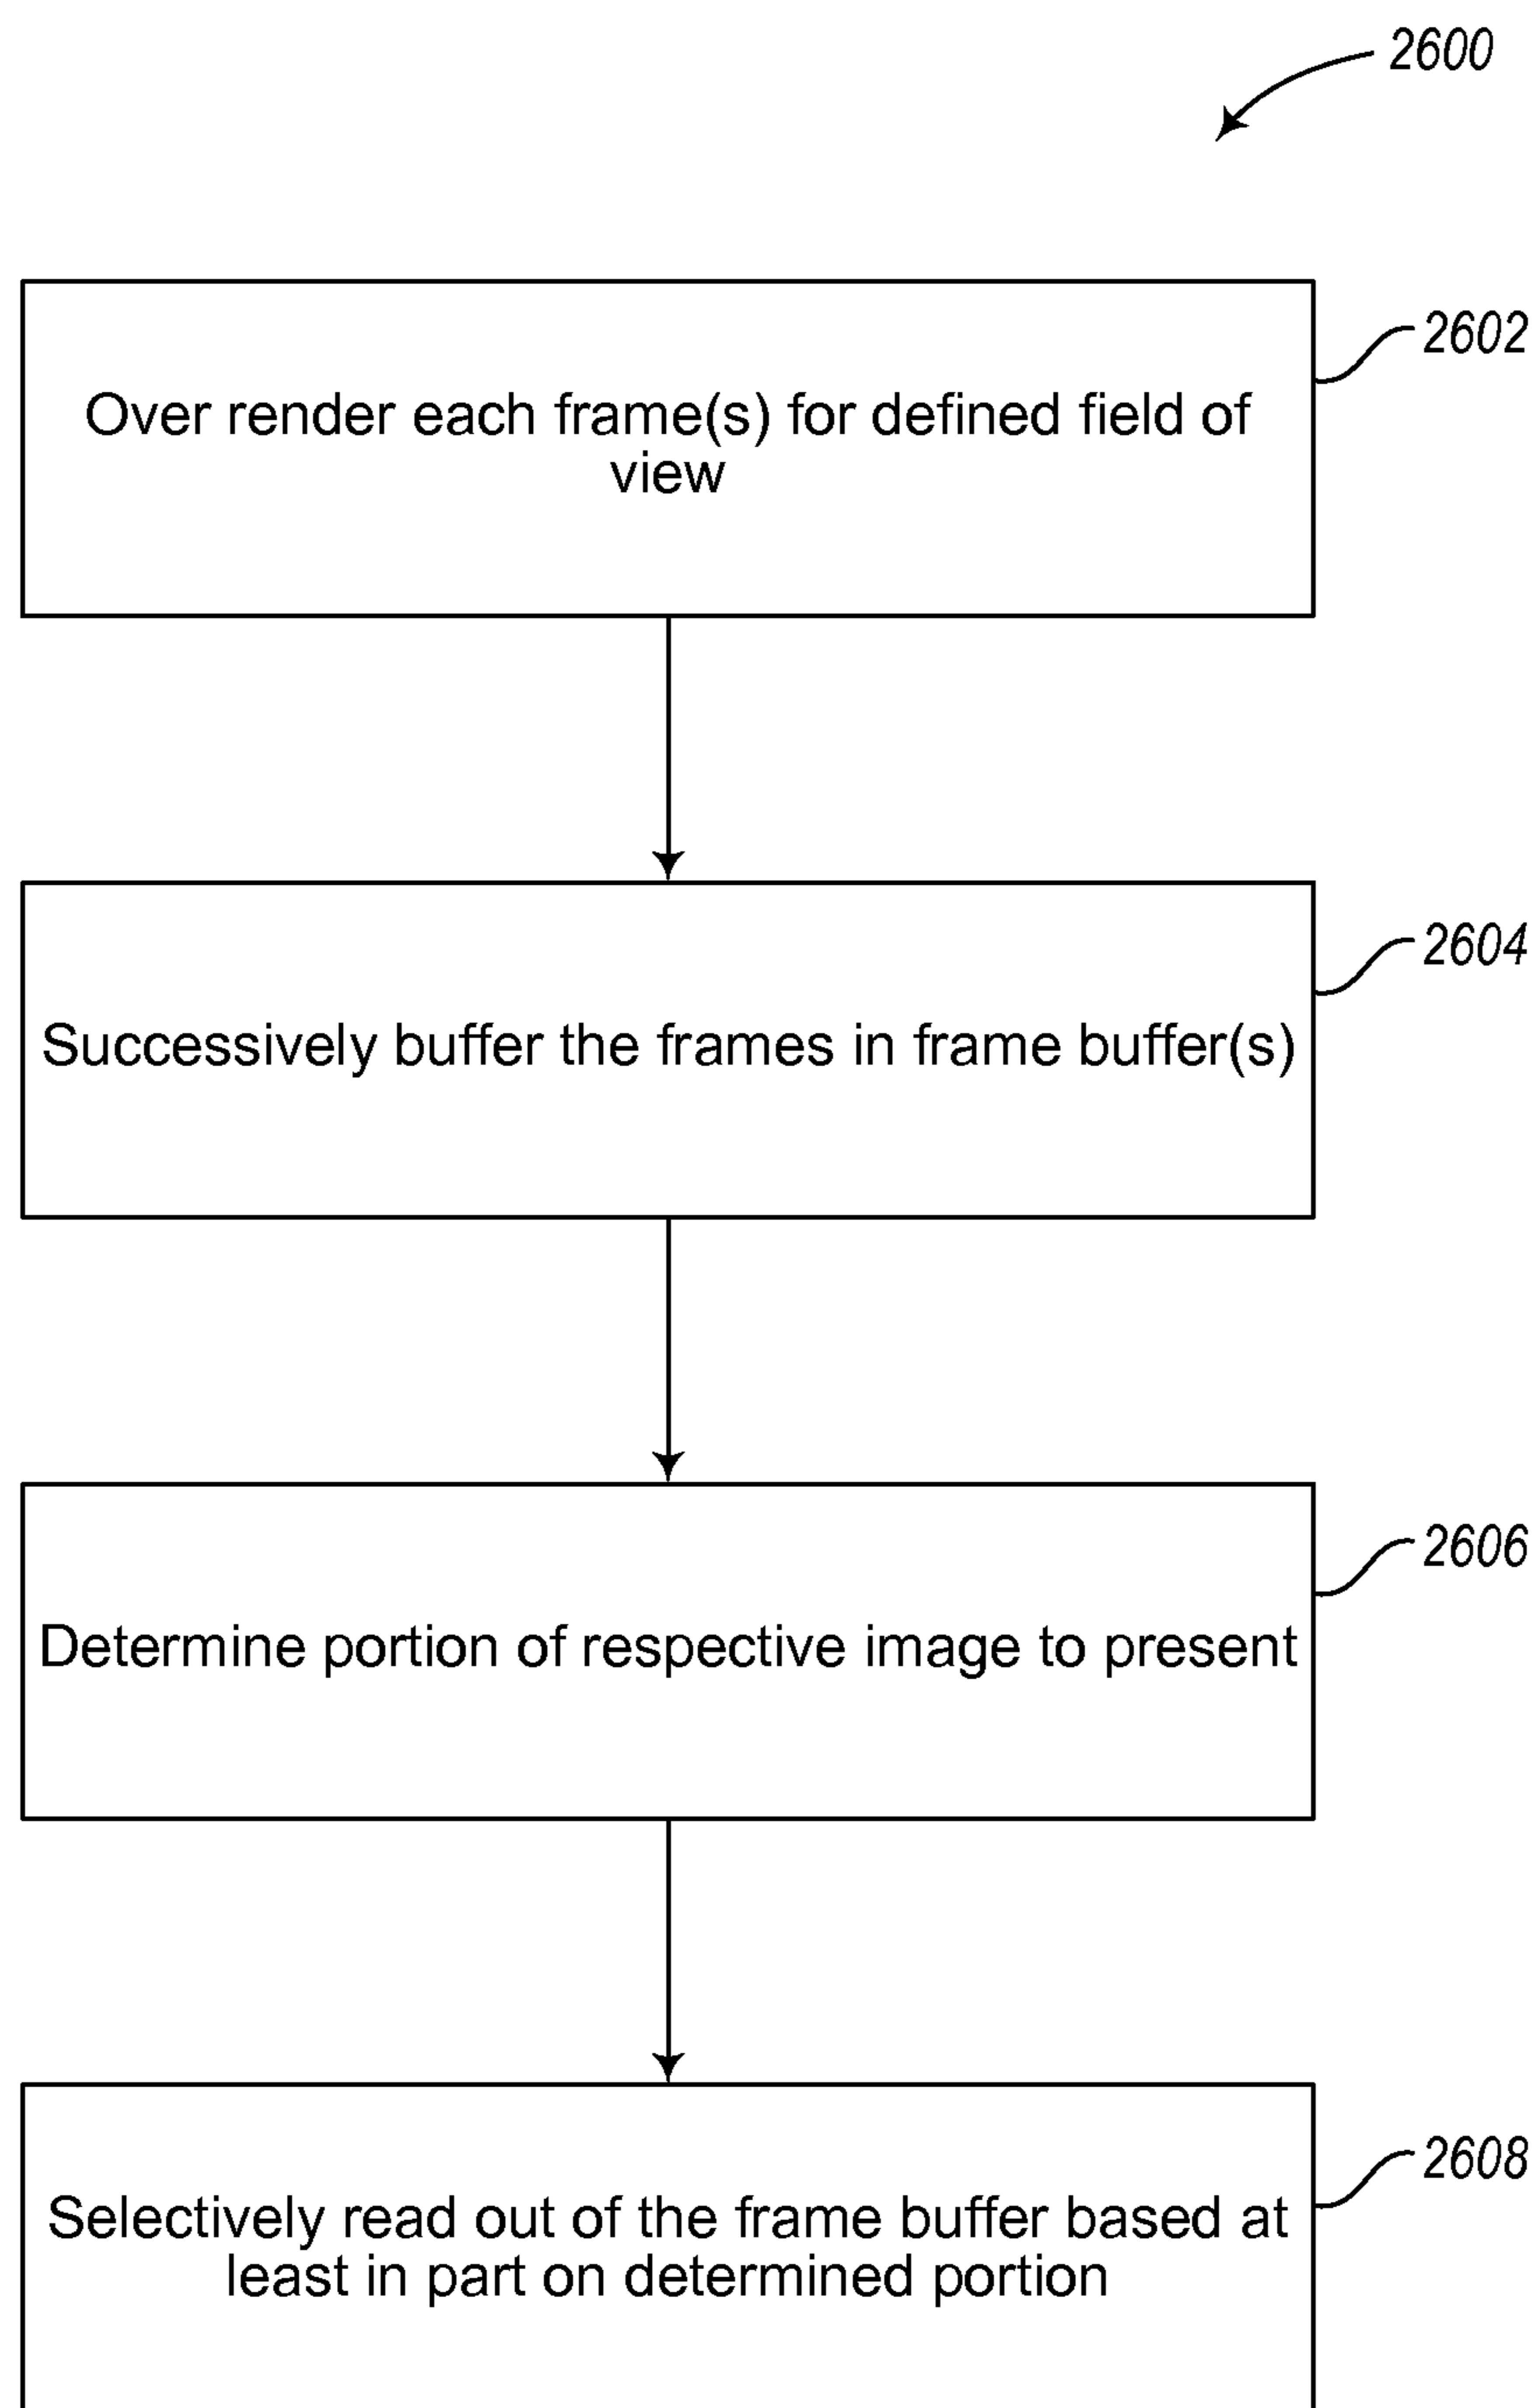 2600
2602
Over render each frame(s) for defined field of
view
2604
Successively buffer the frames in frame buffer(s)
2606
Determine portion of respective image to present
2608
Selectively read out of the frame buffer based at
least in part on determined portion